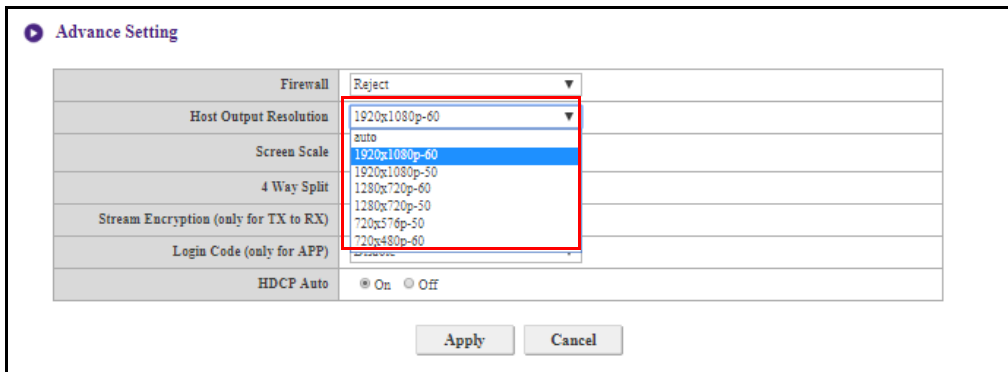 Advance Setting
Firewall Reject
Host Output Resolution 1920x1080p-60
auto
Screen Scale 1920x1080p-60
1920x1080p-50
4 Way Split 1280x720p-60
1280x720p-50
Stream Encryption (only for TX to RX) 720x576p-50
720x480p-60
Login Code (only for APP)
HDCP Auto On Off
Apply Cancel